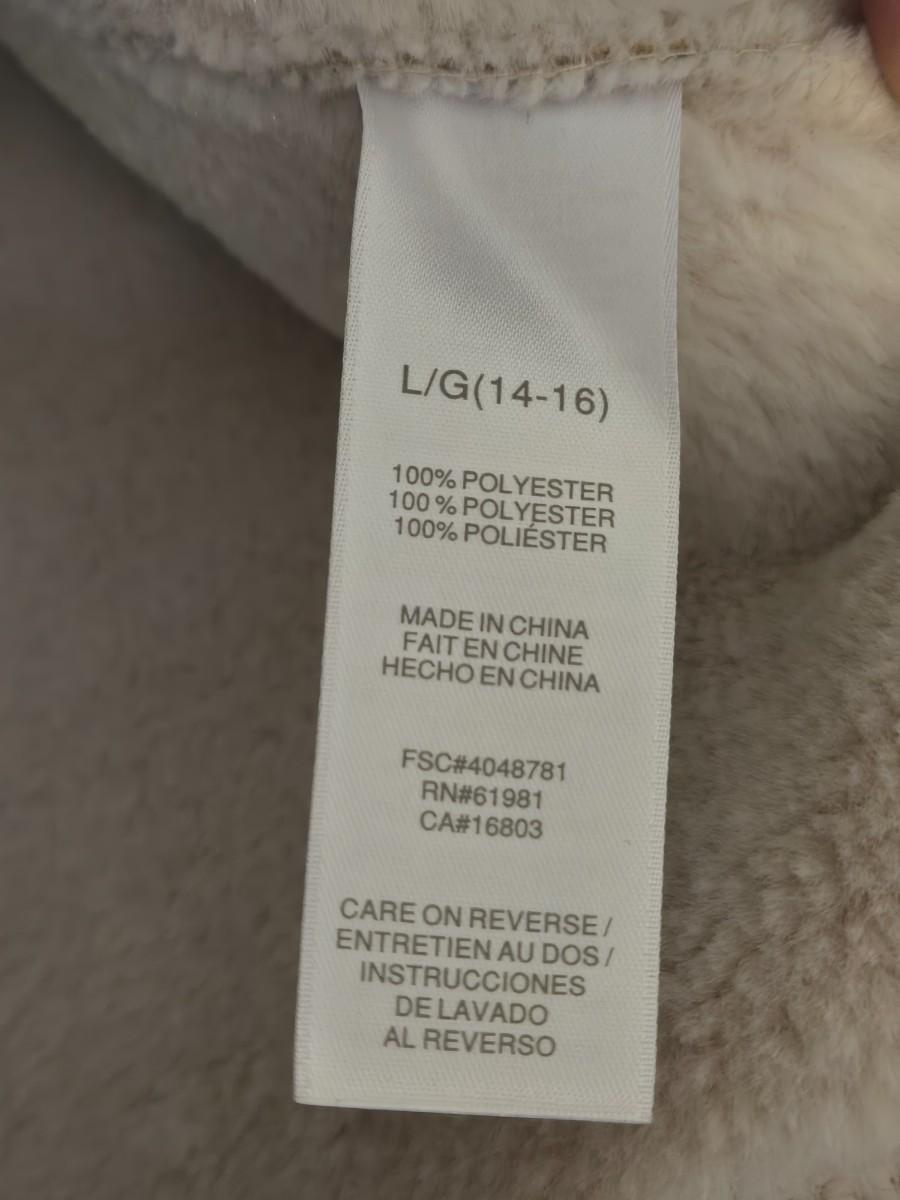 L/G(14-16)
100% POLYESTER
100 % POLYESTER
100% POLIÉSTER
MADE IN CHINA
FAIT EN CHINE
HECHO EN CHINA
FSC#4048781
RN#61981
CA#16803
CARE ON REVERSE /
ENTRETIEN AU DOS /
INSTRUCCIONES
DE LAVADO
AL REVERSO